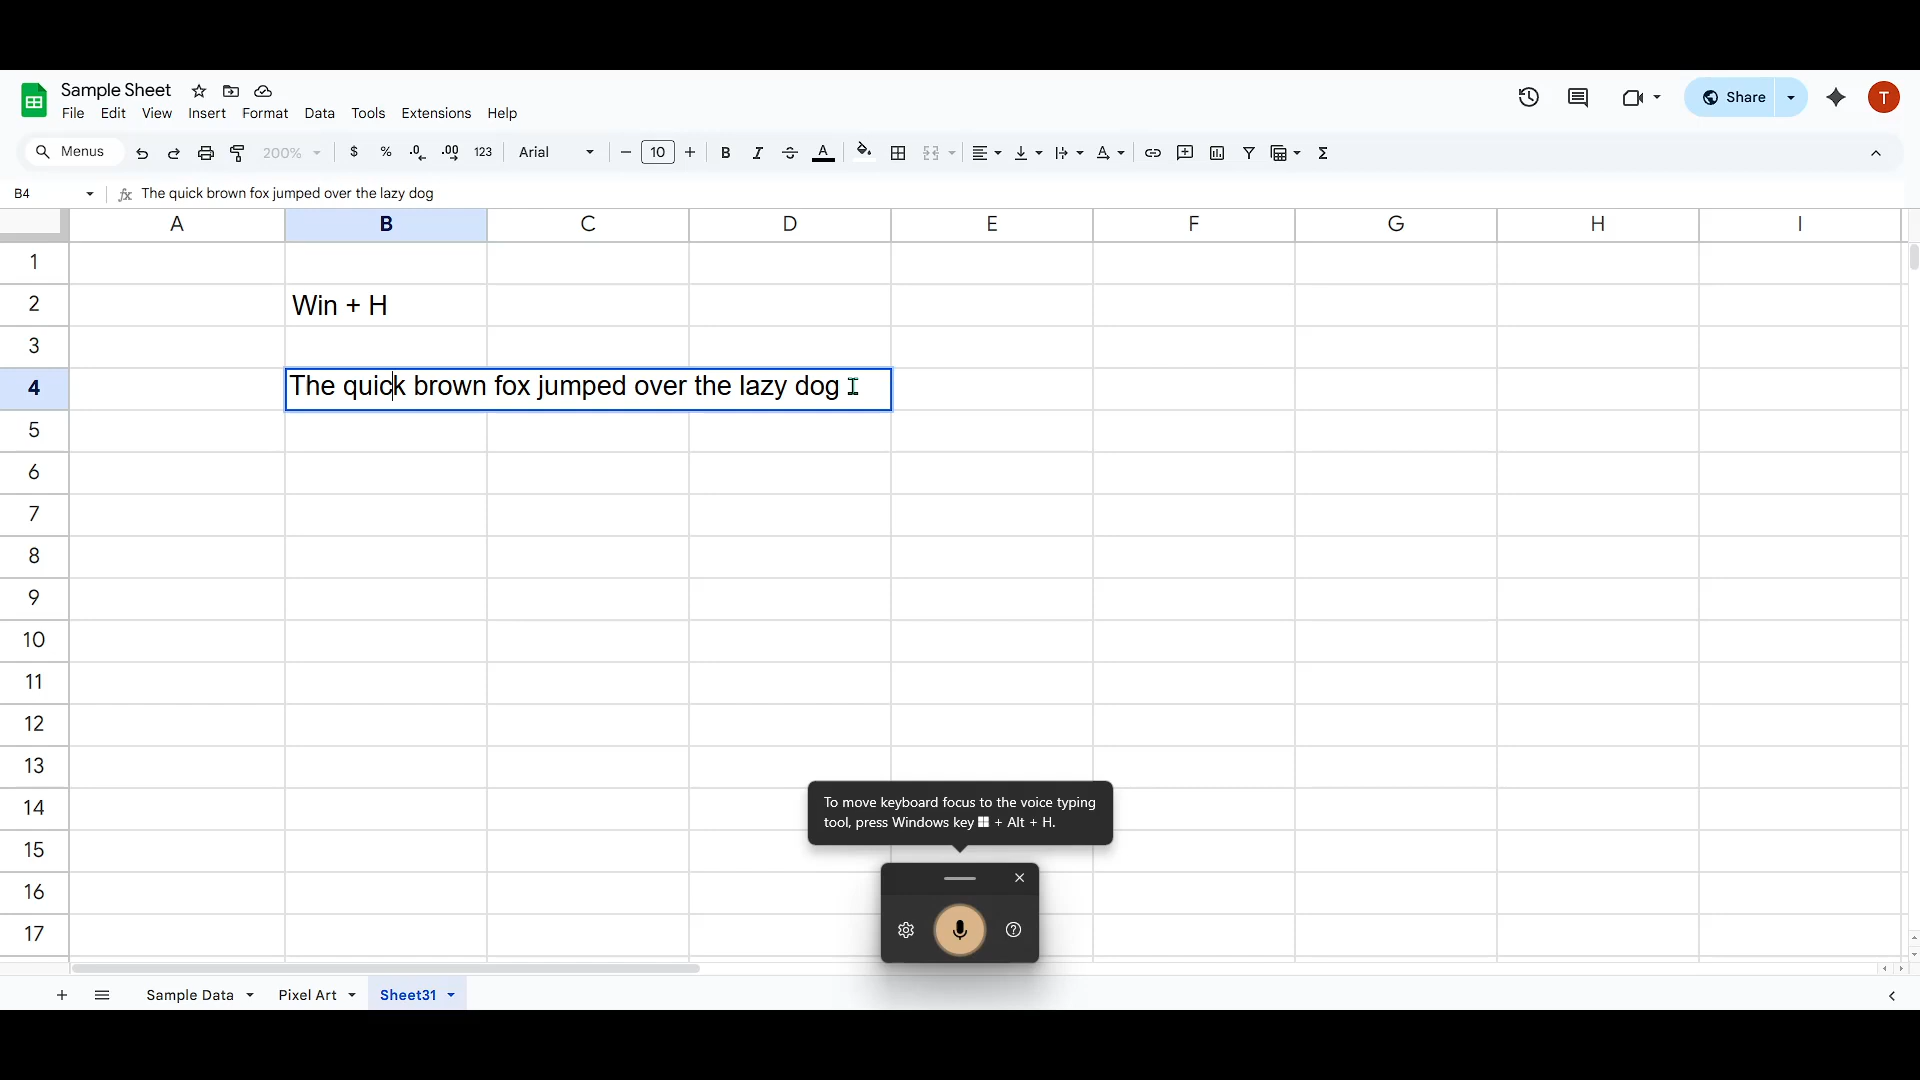 Sample Sheet
File Edit View Insert Format Data Tools Extensions Help
Share
T
Menus 200% $ % .0 .00 123 Arial − 10 + B I S A Σ
B4 fx The quick brown fox jumped over the lazy dog
A B C D E F G H I
1
2 Win + H
3
4 The quick brown fox jumped over the lazy dog
5
6
7
8
9
10
11
12
13
14
15
16
17
To move keyboard focus to the voice typing
tool, press Windows key + Alt + H.
Sample Data Pixel Art Sheet31